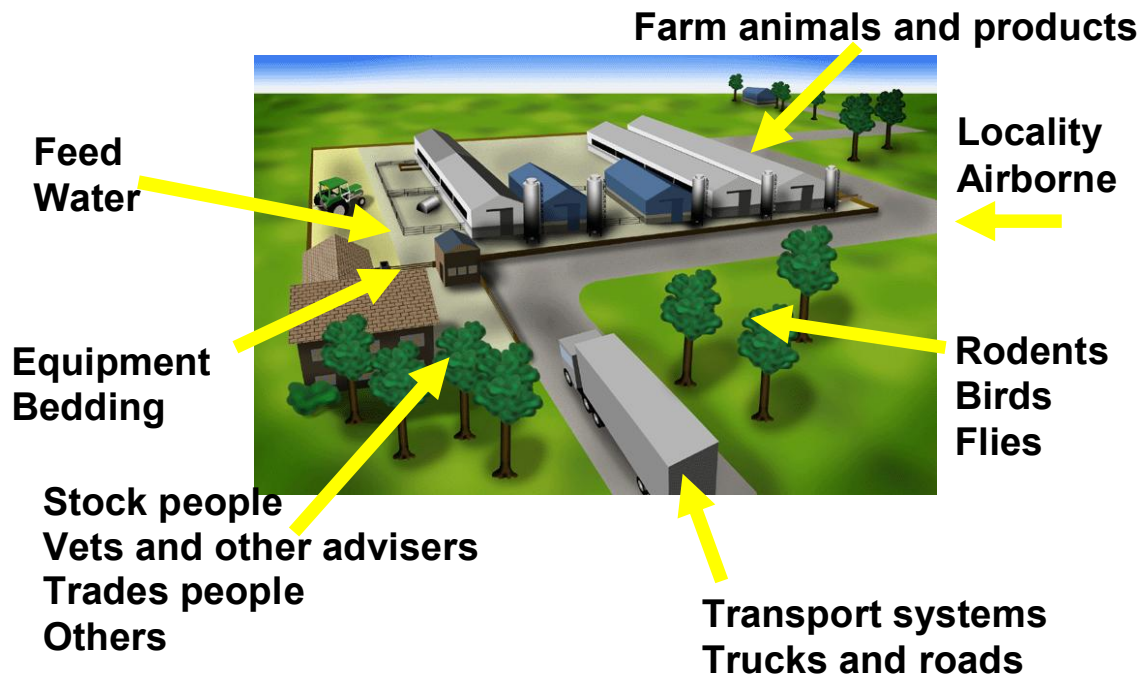 Farm animals and products
Feed
Water
Locality
Airborne
Equipment
Bedding
Rodents
Birds
Flies
Stock people
Vets and other advisers
Trades people
Others
Transport systems
Trucks and roads